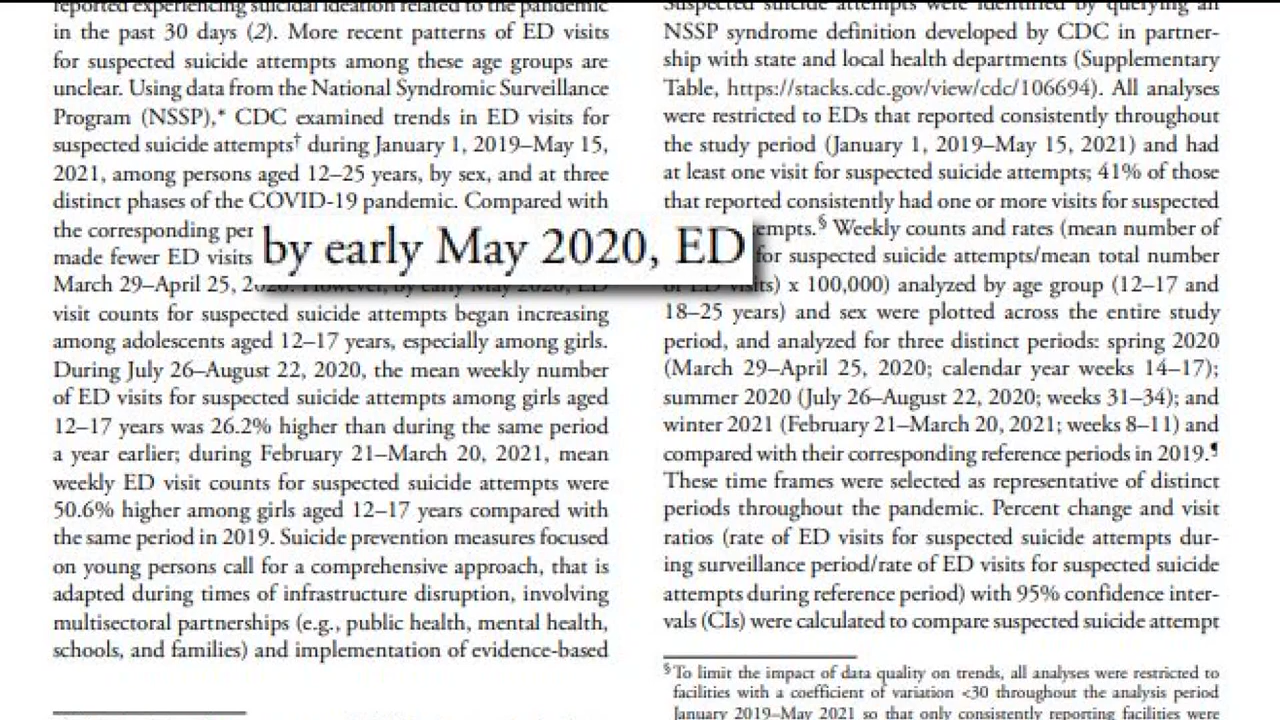 reported experiencing suicidal ideation related to the pandemic
in the past 30 days (2). More recent patterns of ED visits
for suspected suicide attempts among these age groups are
unclear. Using data from the National Syndromic Surveillance
Program (NSSP),* CDC examined trends in ED visits for
suspected suicide attempts† during January 1, 2019–May 15,
2021, among persons aged 12–25 years, by sex, and at three
distinct phases of the COVID-19 pandemic. Compared with
the corresponding per
made fewer ED visits
by early May 2020, ED
March 29–April 25, 2020. However, by early May 2020, ED
visit counts for suspected suicide attempts began increasing
among adolescents aged 12–17 years, especially among girls.
During July 26–August 22, 2020, the mean weekly number
of ED visits for suspected suicide attempts among girls aged
12–17 years was 26.2% higher than during the same period
a year earlier; during February 21–March 20, 2021, mean
weekly ED visit counts for suspected suicide attempts were
50.6% higher among girls aged 12–17 years compared with
the same period in 2019. Suicide prevention measures focused
on young persons call for a comprehensive approach, that is
adapted during times of infrastructure disruption, involving
multisectoral partnerships (e.g., public health, mental health,
schools, and families) and implementation of evidence-based
Suspected suicide attempts were identified by querying an
NSSP syndrome definition developed by CDC in partner-
ship with state and local health departments (Supplementary
Table, https://stacks.cdc.gov/view/cdc/106694). All analyses
were restricted to EDs that reported consistently throughout
the study period (January 1, 2019–May 15, 2021) and had
at least one visit for suspected suicide attempts; 41% of those
that reported consistently had one or more visits for suspected
empts.§ Weekly counts and rates (mean number of
for suspected suicide attempts/mean total number
of ED visits) x 100,000) analyzed by age group (12–17 and
18–25 years) and sex were plotted across the entire study
period, and analyzed for three distinct periods: spring 2020
(March 29–April 25, 2020; calendar year weeks 14–17);
summer 2020 (July 26–August 22, 2020; weeks 31–34); and
winter 2021 (February 21–March 20, 2021; weeks 8–11) and
compared with their corresponding reference periods in 2019.¶
These time frames were selected as representative of distinct
periods throughout the pandemic. Percent change and visit
ratios (rate of ED visits for suspected suicide attempts dur-
ing surveillance period/rate of ED visits for suspected suicide
attempts during reference period) with 95% confidence inter-
vals (CIs) were calculated to compare suspected suicide attempt
§ To limit the impact of data quality on trends, all analyses were restricted to
facilities with a coefficient of variation <30 throughout the analysis period
January 2019–May 2021 so that only consistently reporting facilities were